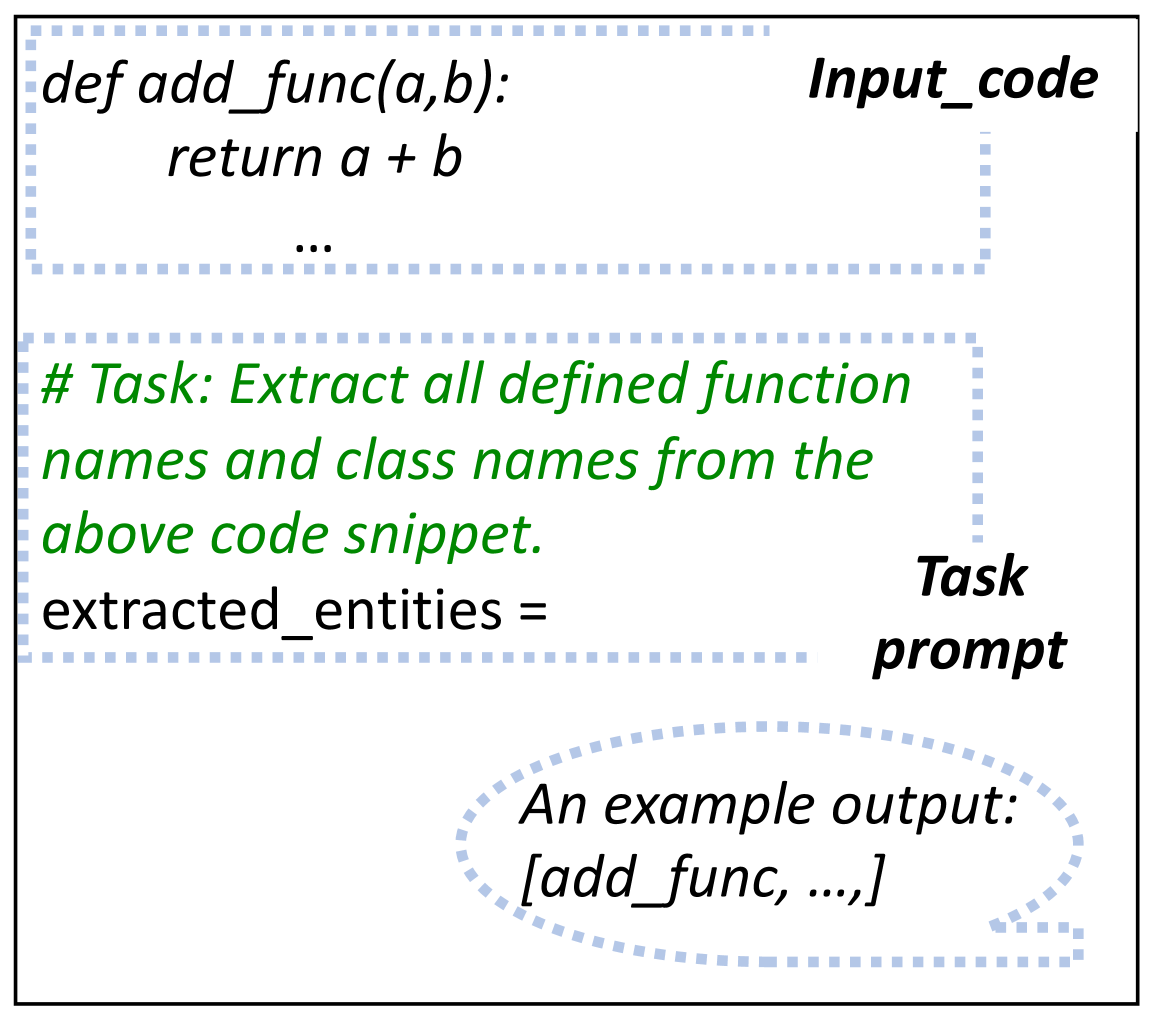 def add_func(a,b):
Input_code
return a + b
…
# Task: Extract all defined function
names and class names from the
above code snippet.
extracted_entities =
Task
prompt
An example output:
[add_func, …,]